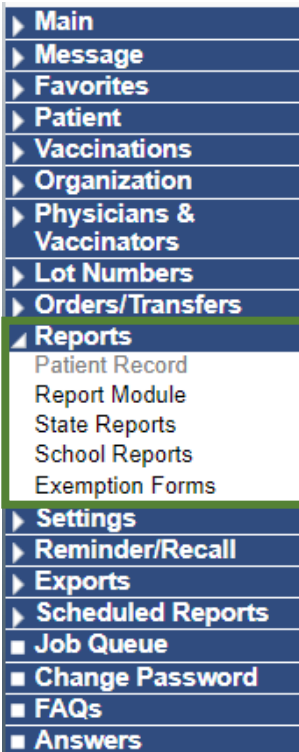 Main
Message
Favorites
Patient
Vaccinations
Organization
Physicians &
Vaccinators
Lot Numbers
Orders/Transfers
Reports
Patient Record
Report Module
State Reports
School Reports
Exemption Forms
Settings
Reminder/Recall
Exports
Scheduled Reports
Job Queue
Change Password
FAQs
Answers